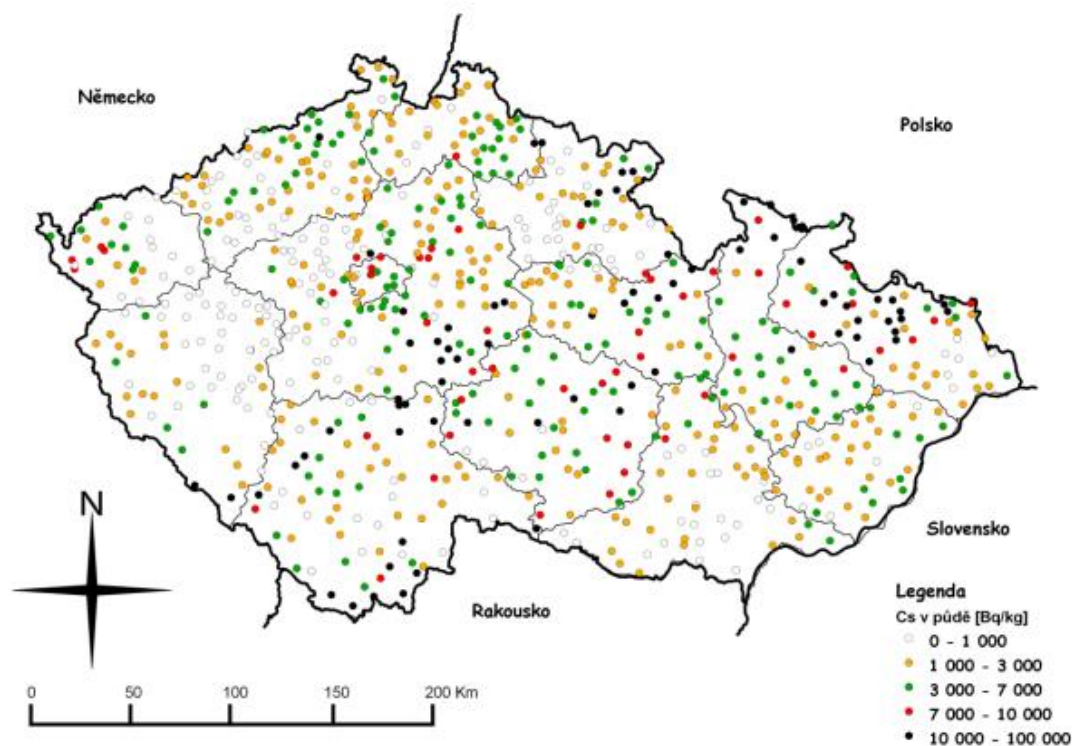 Německo
Polsko
Slovensko
Rakousko
N
0 50 100 150 200 Km
Legenda
Cs v půdě [Bq/kg]
0 - 1 000
1 000 - 3 000
3 000 - 7 000
7 000 - 10 000
10 000 - 100 000